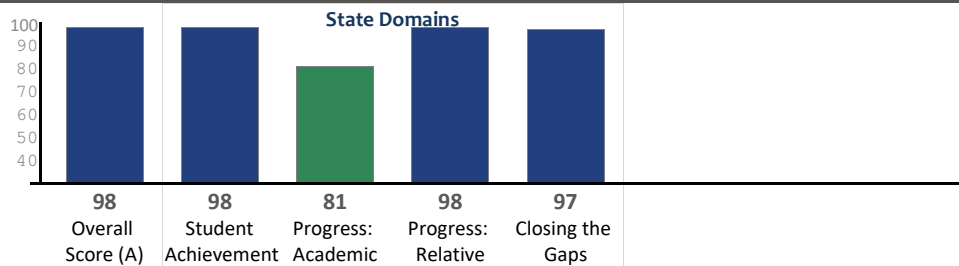 State Domains
100
90
80
70
60
50
40
98 98 81 98 97
Overall Student Progress: Progress: Closing the
Score (A) Achievement Academic Relative Gaps